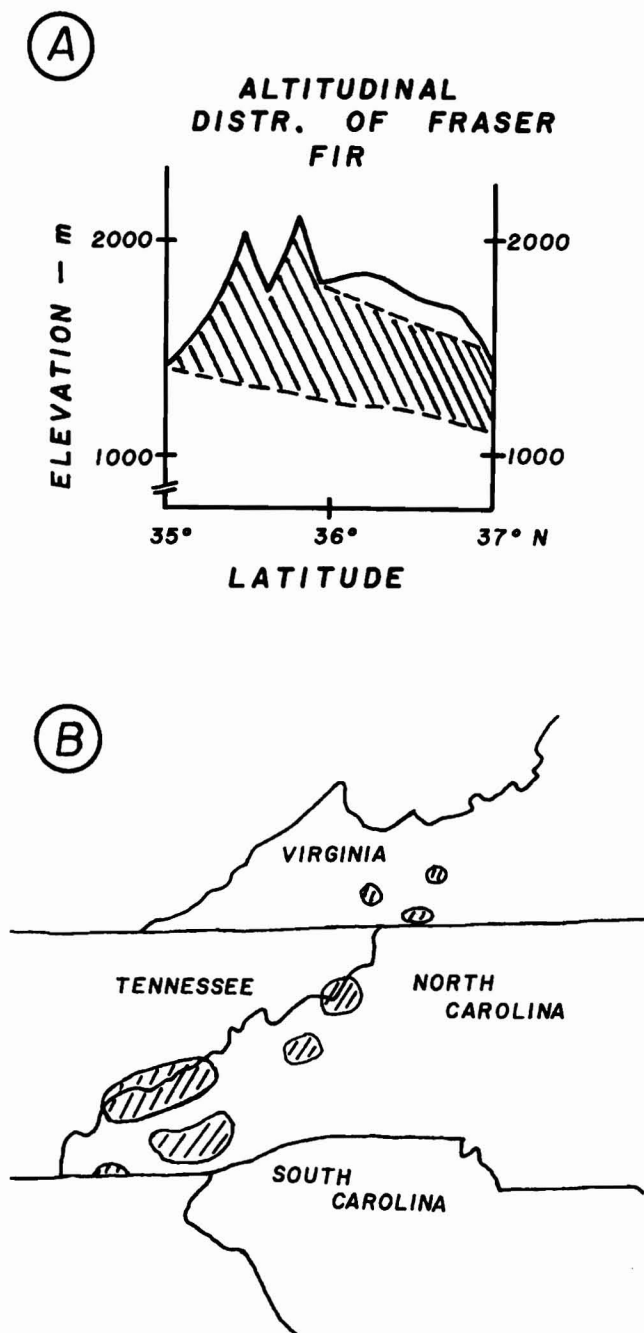 A
ALTITUDINAL
DISTR. OF FRASER
FIR
ELEVATION — m
2000
2000
1000
1000
35°
36°
37° N
LATITUDE
B
VIRGINIA
TENNESSEE
NORTH
CAROLINA
SOUTH
CAROLINA